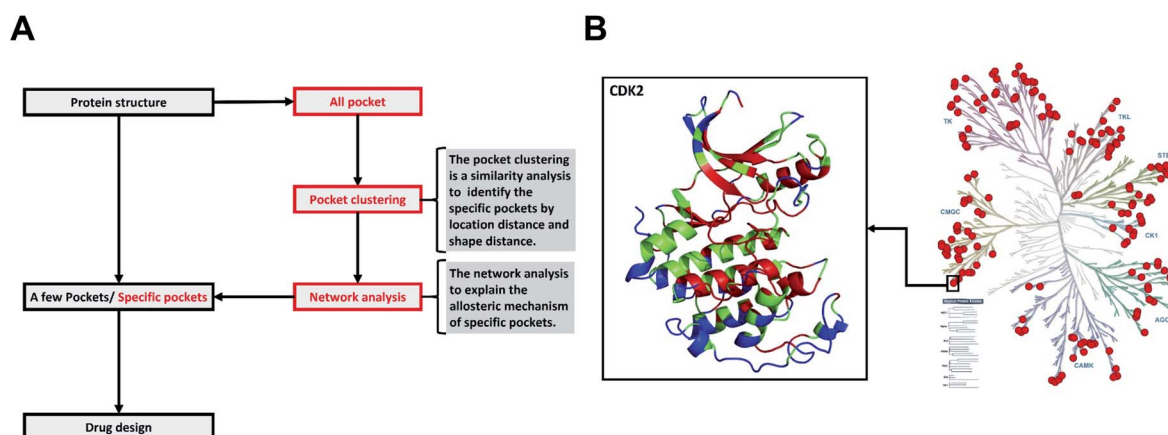 A
Protein structure
All pocket
The pocket clustering
is a similarity analysis
to identify the
specific pockets by
location distance and
shape distance.
Pocket clustering
The network analysis
to explain the
allosteric mechanism
of specific pockets.
A few Pockets/ Specific pockets
Network analysis
Drug design
B
CDK2
TK
TKL
STE
CMGC
CK1
AGC
CAMK